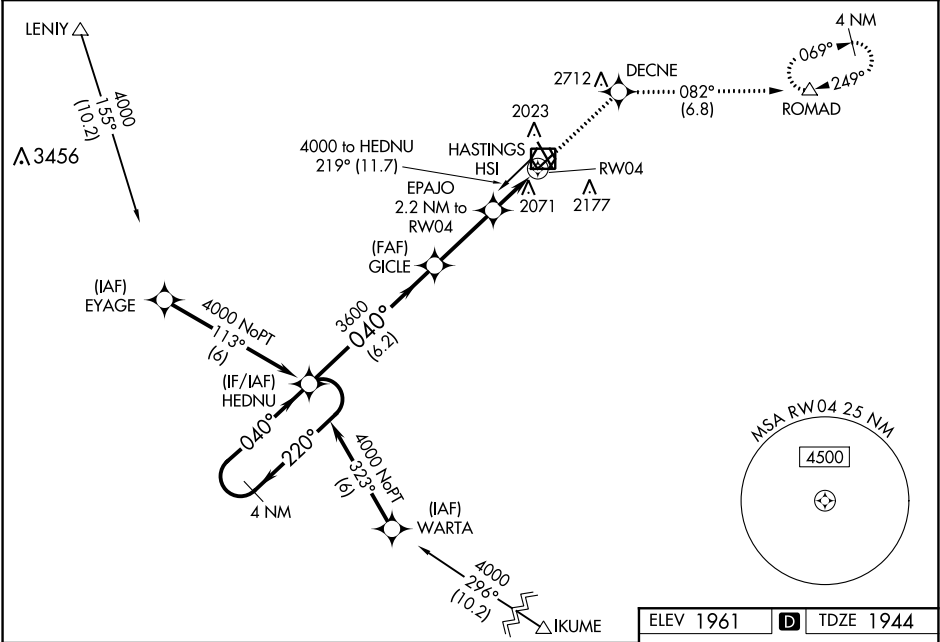 LENIY
4000
155°
(10.2)
3456
4 NM
069°
249°
ROMAD
2712
DECNE
082°
(6.8)
2023
4000 to HEDNU
219° (11.7)
HASTINGS
HSI
RW04
EPAJO
2.2 NM to
RW04
2071
2177
(FAF)
GICLE
(IAF)
EYAGE
4000 NoPT
113°
(6)
3600
040°
(6.2)
(IF/IAF)
HEDNU
040°
220°
4 NM
4000 NoPT
323°
(6)
(IAF)
WARTA
4000
296°
(10.2)
IKUME
MSA RW04 25 NM
4500
ELEV 1961 D TDZE 1944